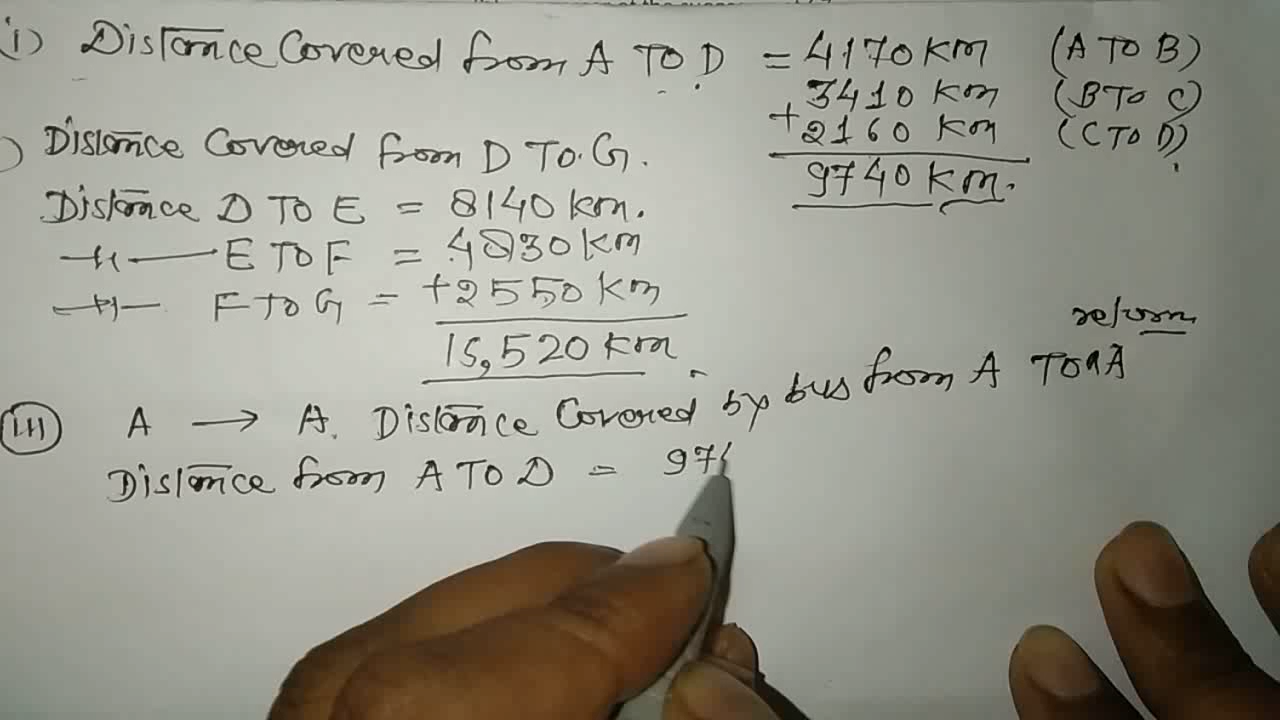 (i) Distance Covered from A TO D = 4170 KM (A TO B)
3410 Km (B TO C)
+2160 Km (C TO D)
9740 Km.
) Distance Covered from D TO G.
Distance D TO E = 8140 km.
—〃— E TO F = 4830 Km
—〃— F TO G = +2550 Km
15,520 Km
return
(III) A → A. Distance Covered by bus from A TO A
Distance from A TO D = 974